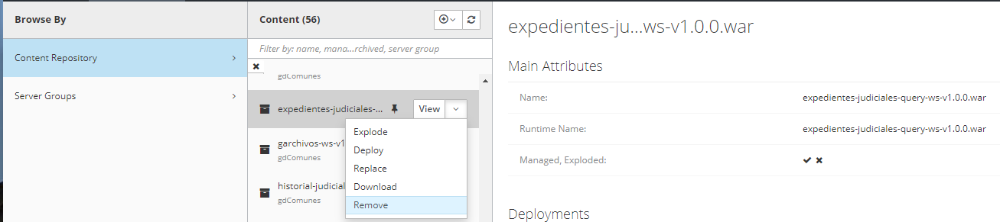 Browse By
Content Repository
Server Groups
Content (56)
Filter by: name, mana...rchived, server group
gdComunes
expedientes-judiciales-...
View
Explode
Deploy
Replace
Download
Remove
garchivos-ws-v1
gdComunes
historial-judicial
gdComunes
expedientes-ju...ws-v1.0.0.war
Main Attributes
Name: expedientes-judiciales-query-ws-v1.0.0.war
Runtime Name: expedientes-judiciales-query-ws-v1.0.0.war
Managed, Exploded:
Deployments